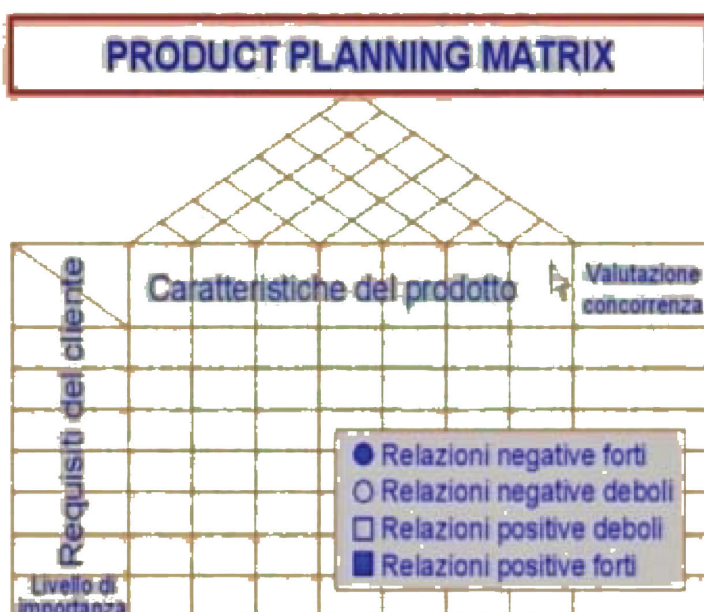 PRODUCT PLANNING MATRIX
Caratteristiche del prodotto
Valutazione
concorrenza
Requisiti del cliente
Relazioni negative forti
Relazioni negative deboli
Relazioni positive deboli
Relazioni positive forti
Livello di
importanza